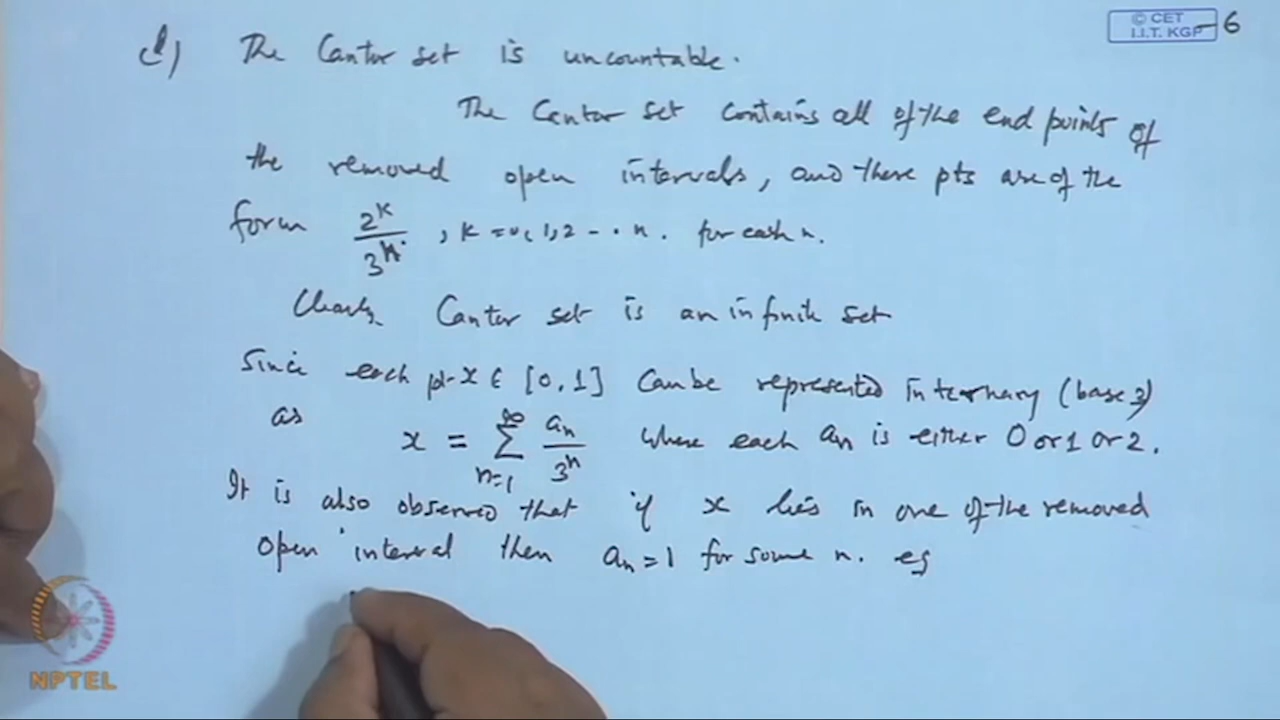 © CET
I.I.T. KGP
-6
d) The Cantor set is uncountable.
The Cantor set contains all of the end points of
the removed open intervals, and these pts are of the
form 2^k/3^n, k = 0, 1, 2 - - . n. for each n.
Clearly Cantor set is an infinite set
Since each pt x ∈ [0, 1] can be represented in ternary (base 3)
as x = ∑_{n=1}^{∞} a_n/3^n where each a_n is either 0 or 1 or 2.
It is also observed that if x lies in one of the removed
open interval then a_n = 1 for some n. eg
NPTEL